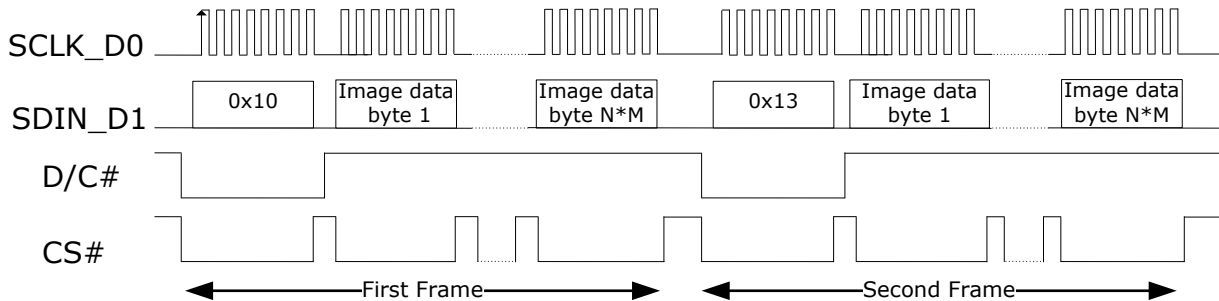 SCLK_D0
0x10
Image data
byte 1
Image data
byte N*M
0x13
Image data
byte 1
Image data
byte N*M
SDIN_D1
D/C#
CS#
First Frame
Second Frame